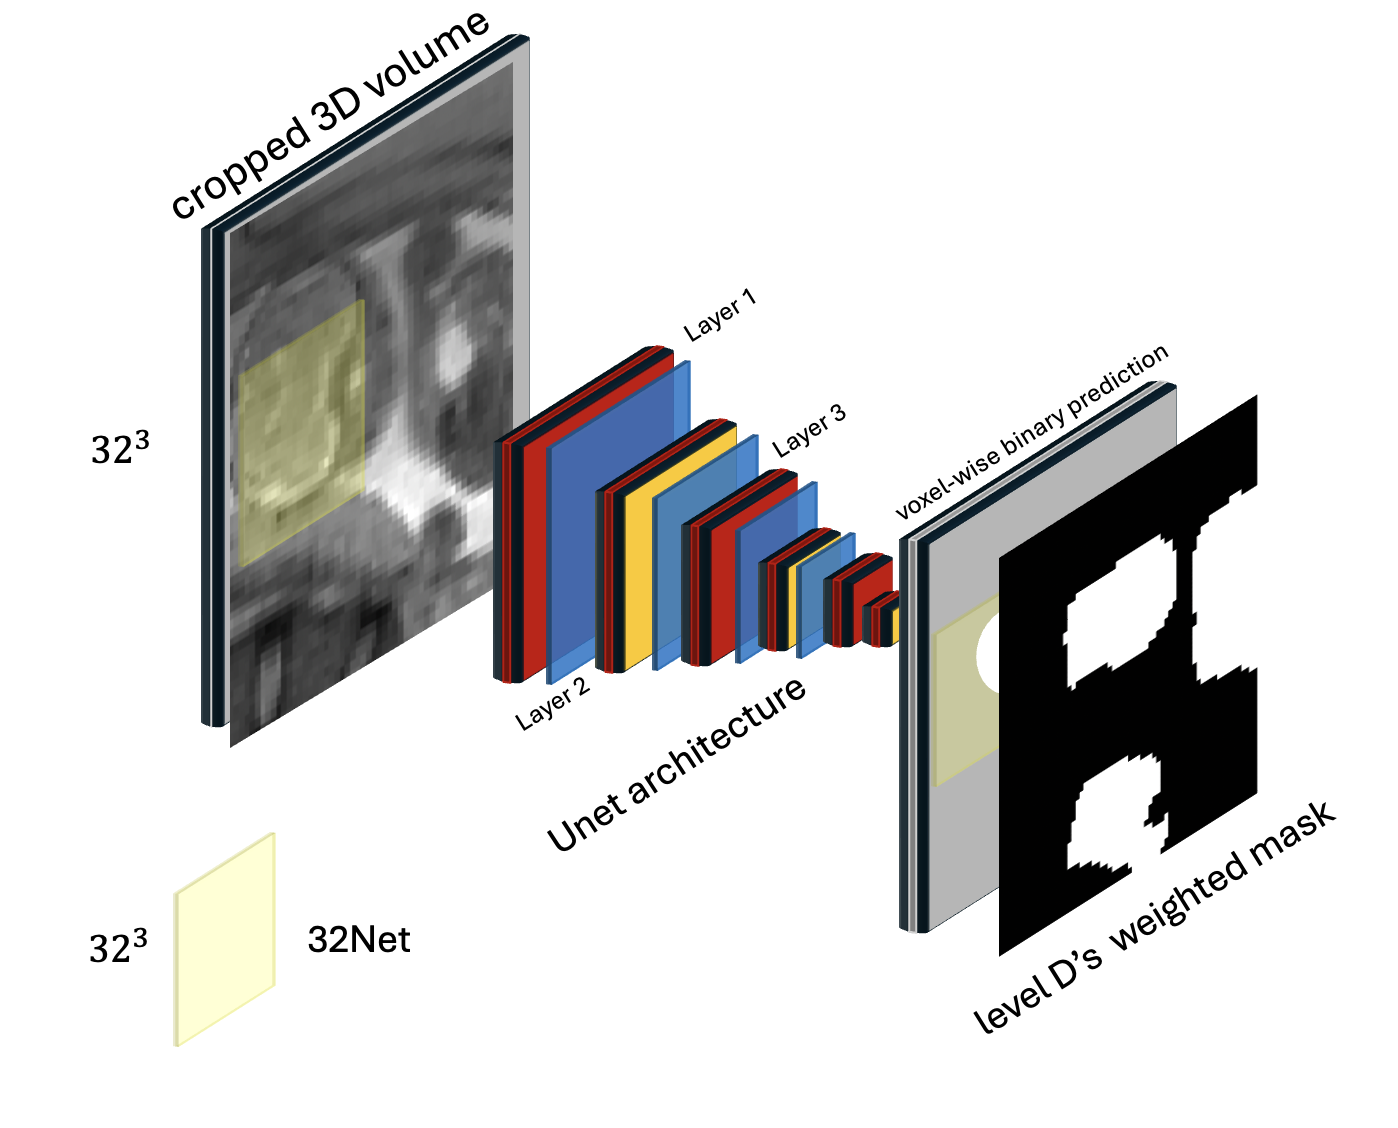 cropped 3D volume
32³
Layer 1
Layer 3
voxel-wise binary prediction
Layer 2
Unet architecture
level D’s weighted mask
32³
32Net